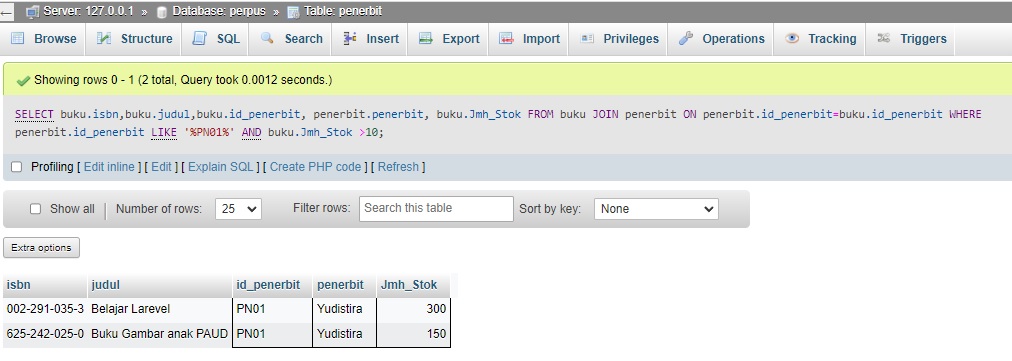 Server: 127.0.0.1 » Database: perpus » Table: penerbit
Browse Structure SQL Search Insert Export Import Privileges Operations Tracking Triggers
Showing rows 0 - 1 (2 total, Query took 0.0012 seconds.)
SELECT buku.isbn,buku.judul,buku.id_penerbit, penerbit.penerbit, buku.Jmh_Stok FROM buku JOIN penerbit ON penerbit.id_penerbit=buku.id_penerbit WHERE
penerbit.id_penerbit LIKE '%PN01%' AND buku.Jmh_Stok >10;
Profiling [ Edit inline ] [ Edit ] [ Explain SQL ] [ Create PHP code ] [ Refresh ]
Show all Number of rows: 25 Filter rows: Search this table Sort by key: None
Extra options
isbn judul id_penerbit penerbit Jmh_Stok
002-291-035-3 Belajar Larevel PN01 Yudistira 300
625-242-025-0 Buku Gambar anak PAUD PN01 Yudistira 150